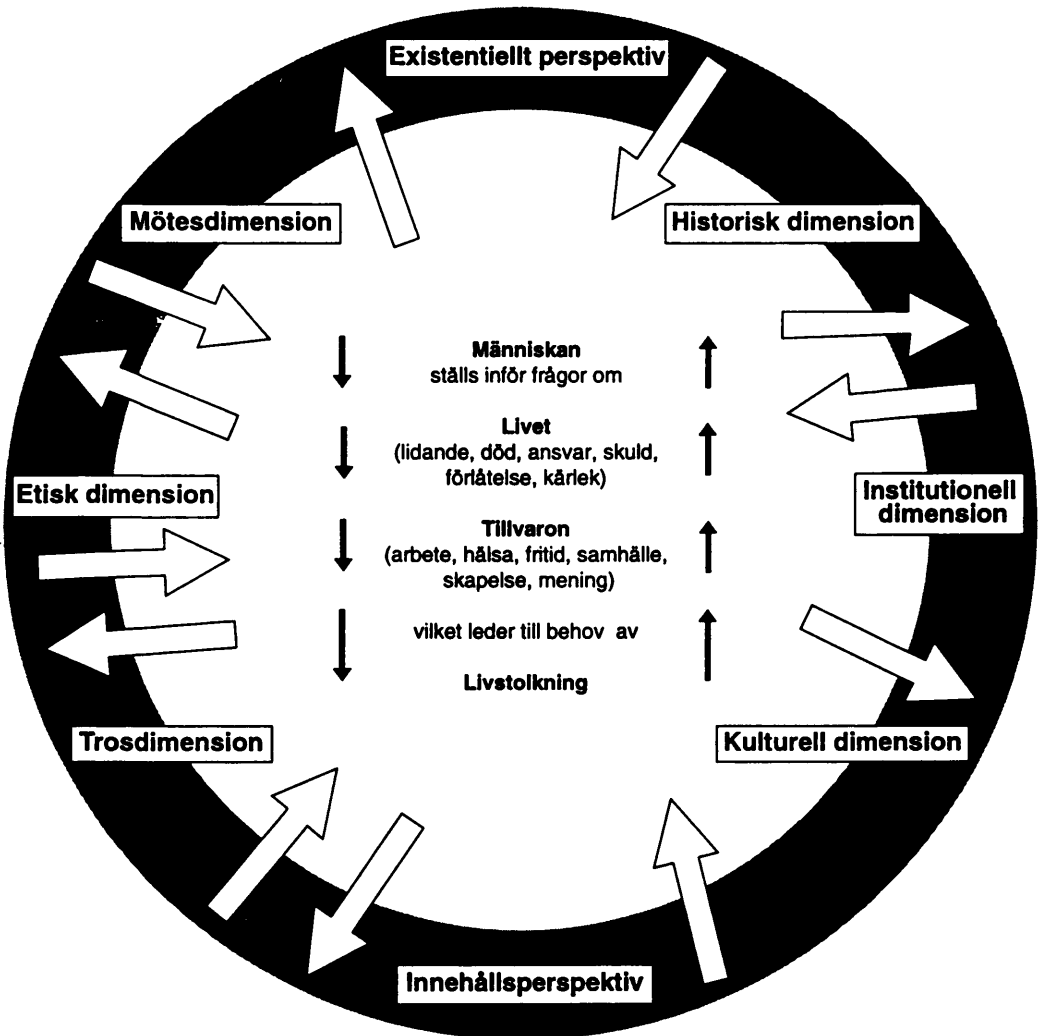 Existentiellt perspektiv
Mötesdimension
Historisk dimension
Människan
ställs inför frågor om
Livet
(lidande, död, ansvar, skuld,
förlåtelse, kärlek)
Etisk dimension
Institutionell
dimension
Tillvaron
(arbete, hälsa, fritid, samhälle,
skapelse, mening)
vilket leder till behov av
Livstolkning
Trosdimension
Kulturell dimension
Innehållsperspektiv